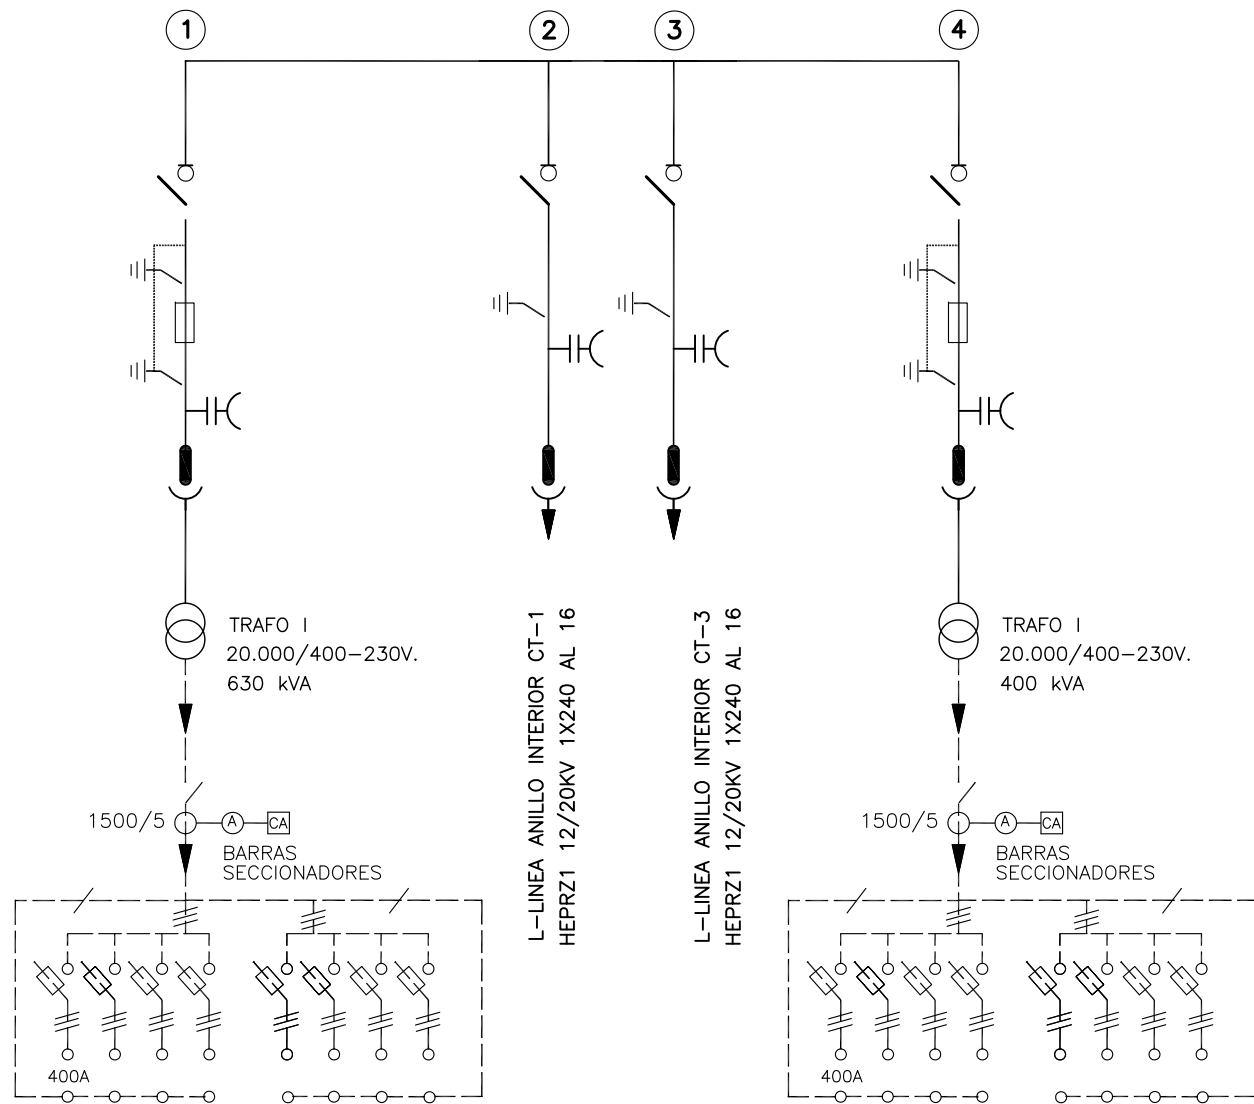 1
2
3
4
TRAFO I
20.000/400-230V.
630 kVA
L-LINEA ANILLO INTERIOR CT-1
HEPRZ1 12/20KV 1X240 AL 16
L-LINEA ANILLO INTERIOR CT-3
HEPRZ1 12/20KV 1X240 AL 16
TRAFO I
20.000/400-230V.
400 kVA
1500/5
A
CA
BARRAS
SECCIONADORES
1500/5
A
CA
BARRAS
SECCIONADORES
400A
400A